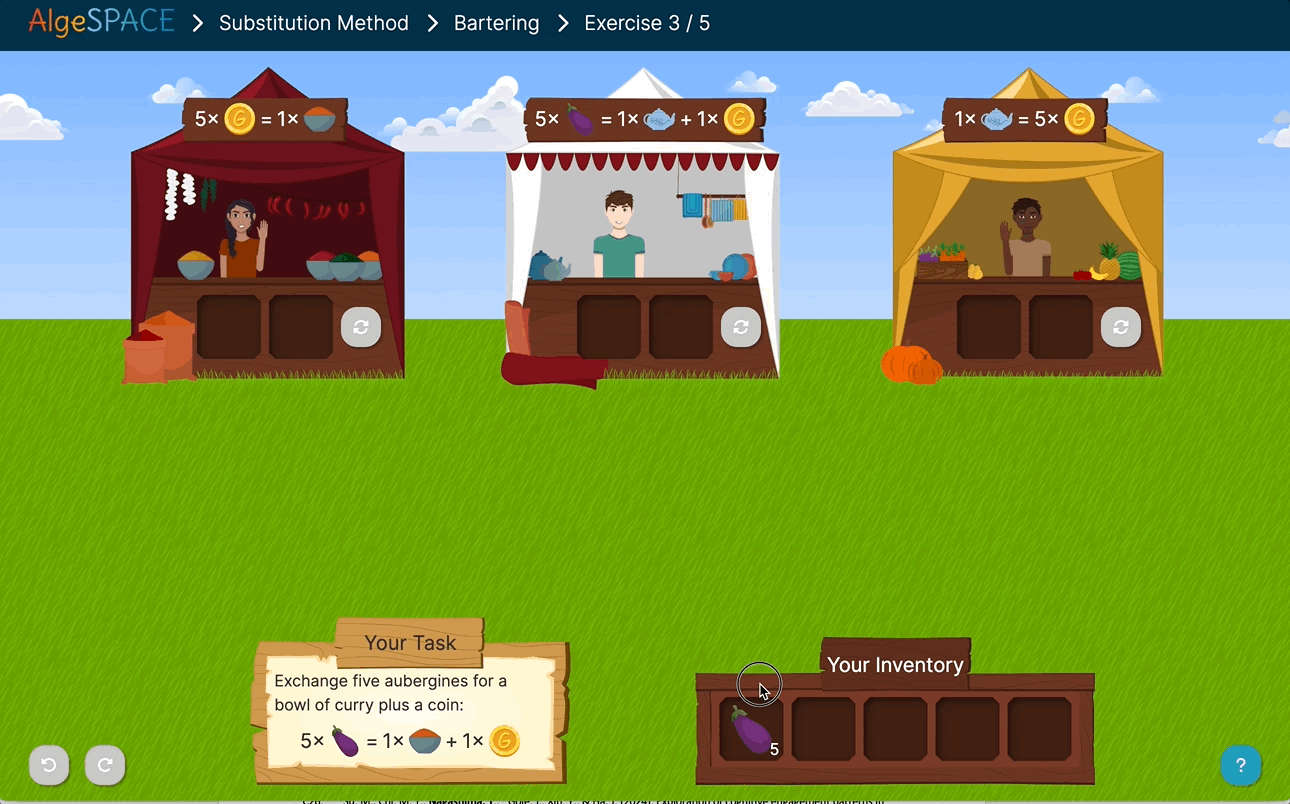 AlgeSPACE > Substitution Method > Bartering > Exercise 3 / 5
5× G = 1×
5× = 1× + 1× G
1× = 5× G
Your Task
Exchange five aubergines for a
bowl of curry plus a coin:
5× = 1× + 1× G
Your Inventory
5
?